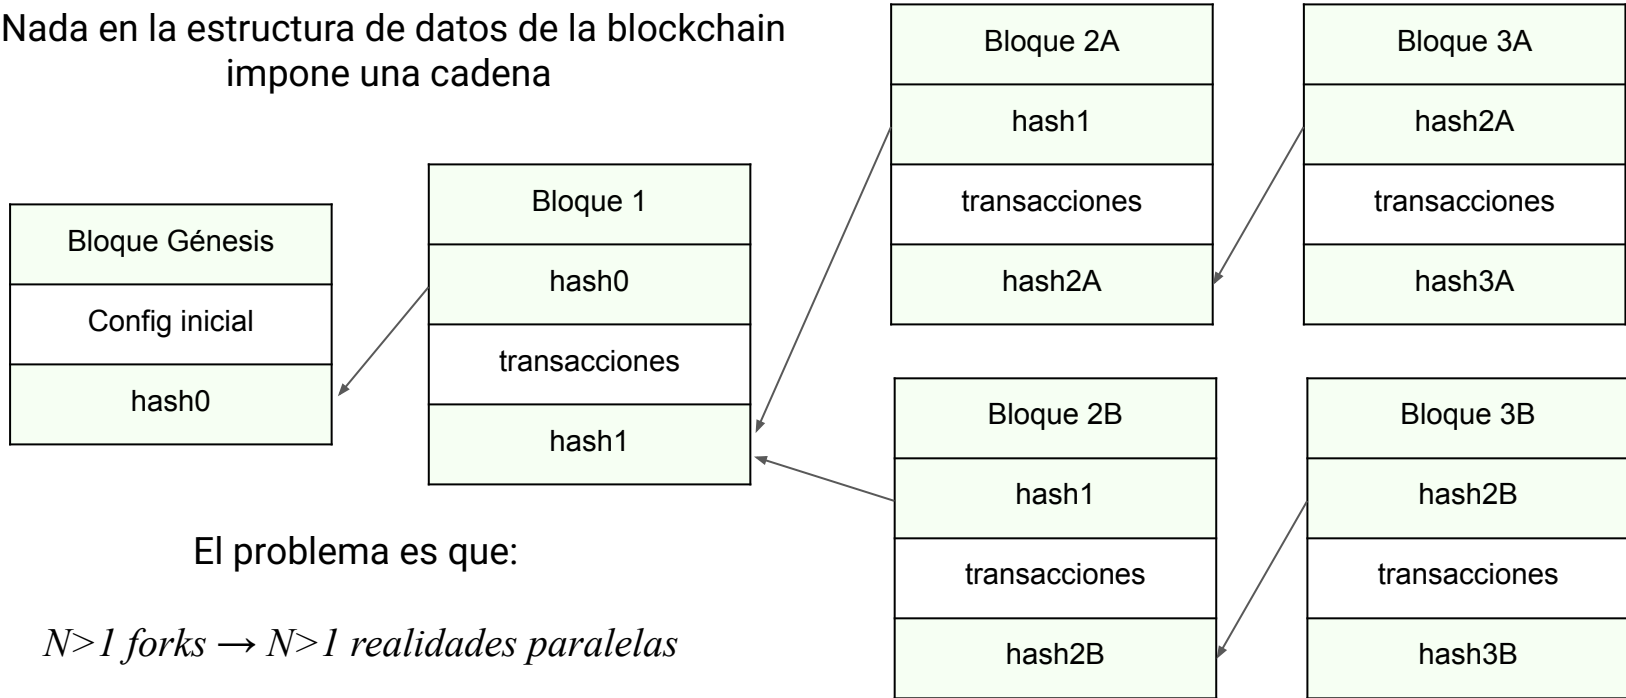 Nada en la estructura de datos de la blockchain
impone una cadena
Bloque Génesis
Config inicial
hash0
Bloque 1
hash0
transacciones
hash1
Bloque 2A
hash1
transacciones
hash2A
Bloque 3A
hash2A
transacciones
hash3A
Bloque 2B
hash1
transacciones
hash2B
Bloque 3B
hash2B
transacciones
hash3B
El problema es que:
N>1 forks → N>1 realidades paralelas